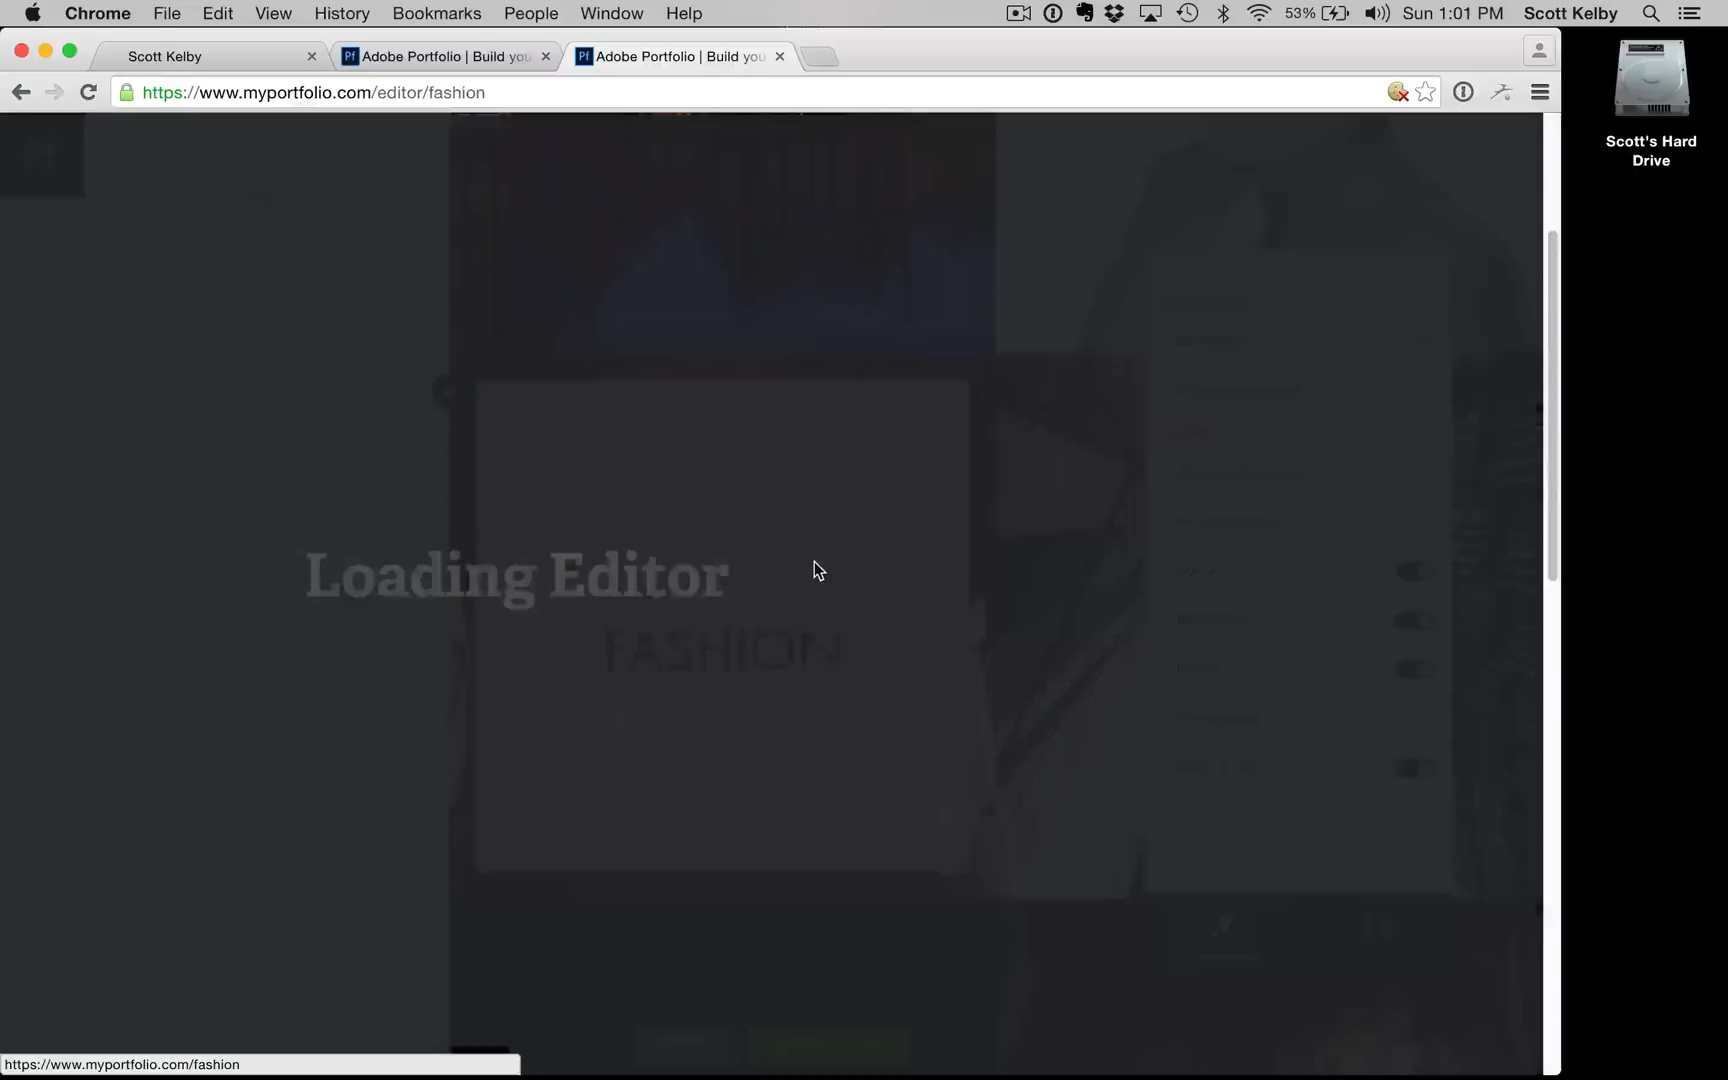 Chrome File Edit View History Bookmarks People Window Help 53% Sun 1:01 PM Scott Kelby
Scott Kelby
Pf Adobe Portfolio | Build you
Pf Adobe Portfolio | Build you
https://www.myportfolio.com/editor/fashion
Scott's Hard
Drive
Loading Editor
FASHION
https://www.myportfolio.com/fashion